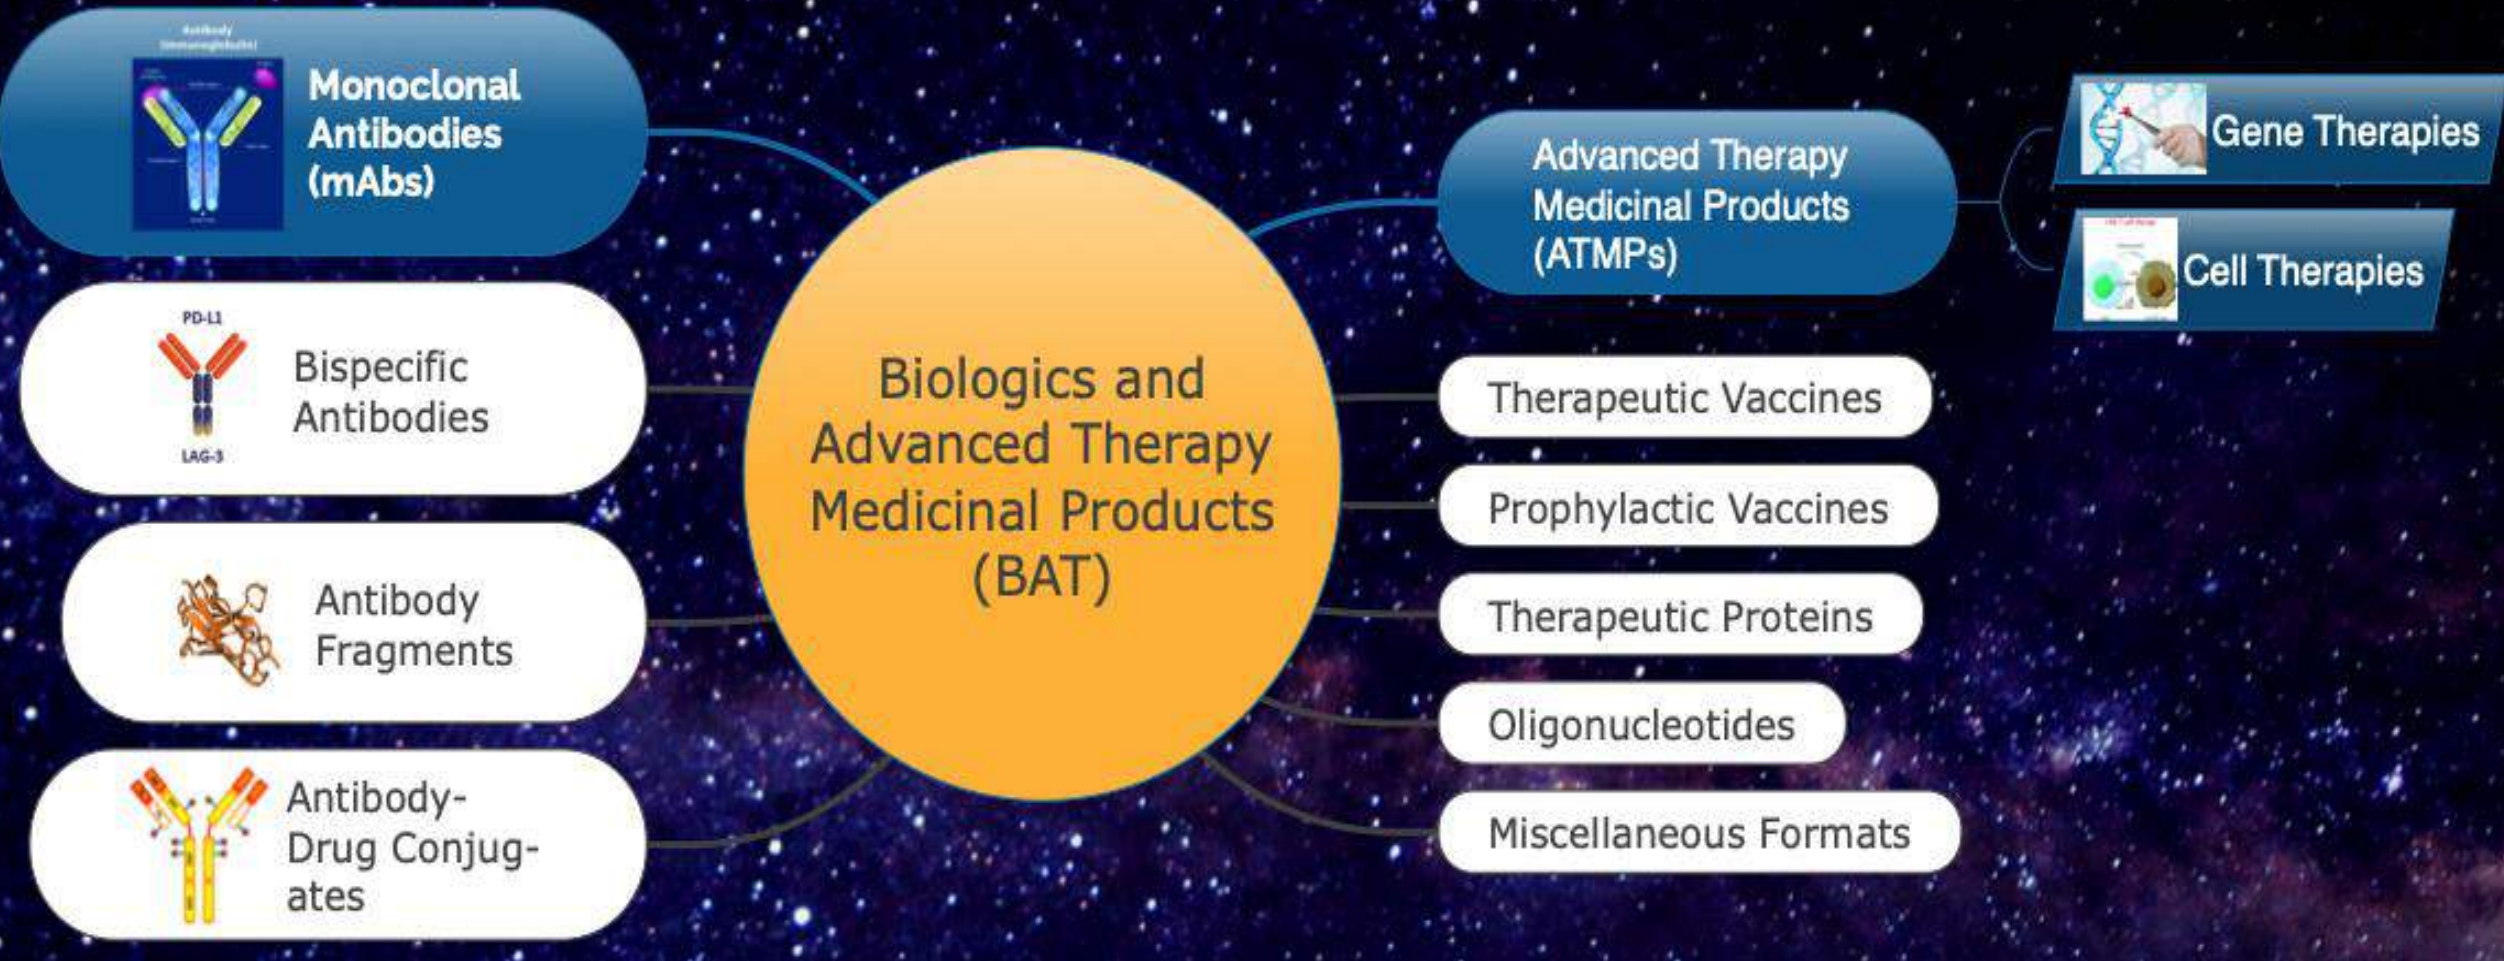 Antibody
(Immunoglobulin)
Monoclonal
Antibodies
(mAbs)
PD-L1
LAG-3
Bispecific
Antibodies
Antibody
Fragments
Antibody-
Drug Conjug-
ates
Biologics and
Advanced Therapy
Medicinal Products
(BAT)
Advanced Therapy
Medicinal Products
(ATMPs)
Gene Therapies
Cell Therapies
Therapeutic Vaccines
Prophylactic Vaccines
Therapeutic Proteins
Oligonucleotides
Miscellaneous Formats